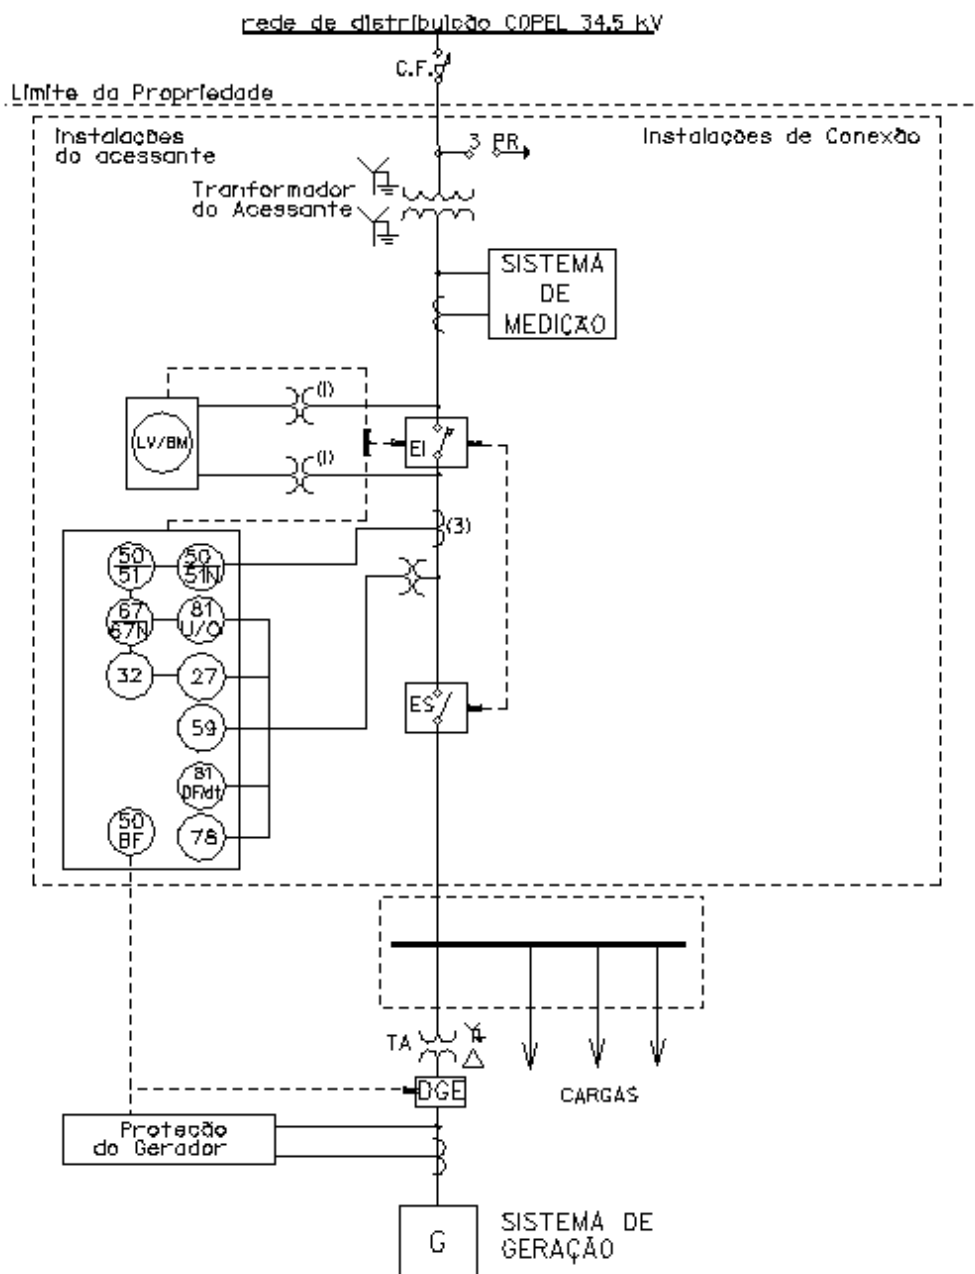 rede de distribuição COPEL 34.5 kV
C.F.
Limite da Propriedade
Instalações
do acessante
Instalações de Conexão
3 PR
Tranformador
do Acessante
SISTEMA
DE
MEDIÇÃO
(1)
LV/BM
EI
(1)
(3)
50
51
50
51N
67
67N
81
U/O
32
27
ES
59
81
DF/dt
50
BF
78
TA
DGE
CARGAS
Proteção
do Gerador
G
SISTEMA DE
GERAÇÃO